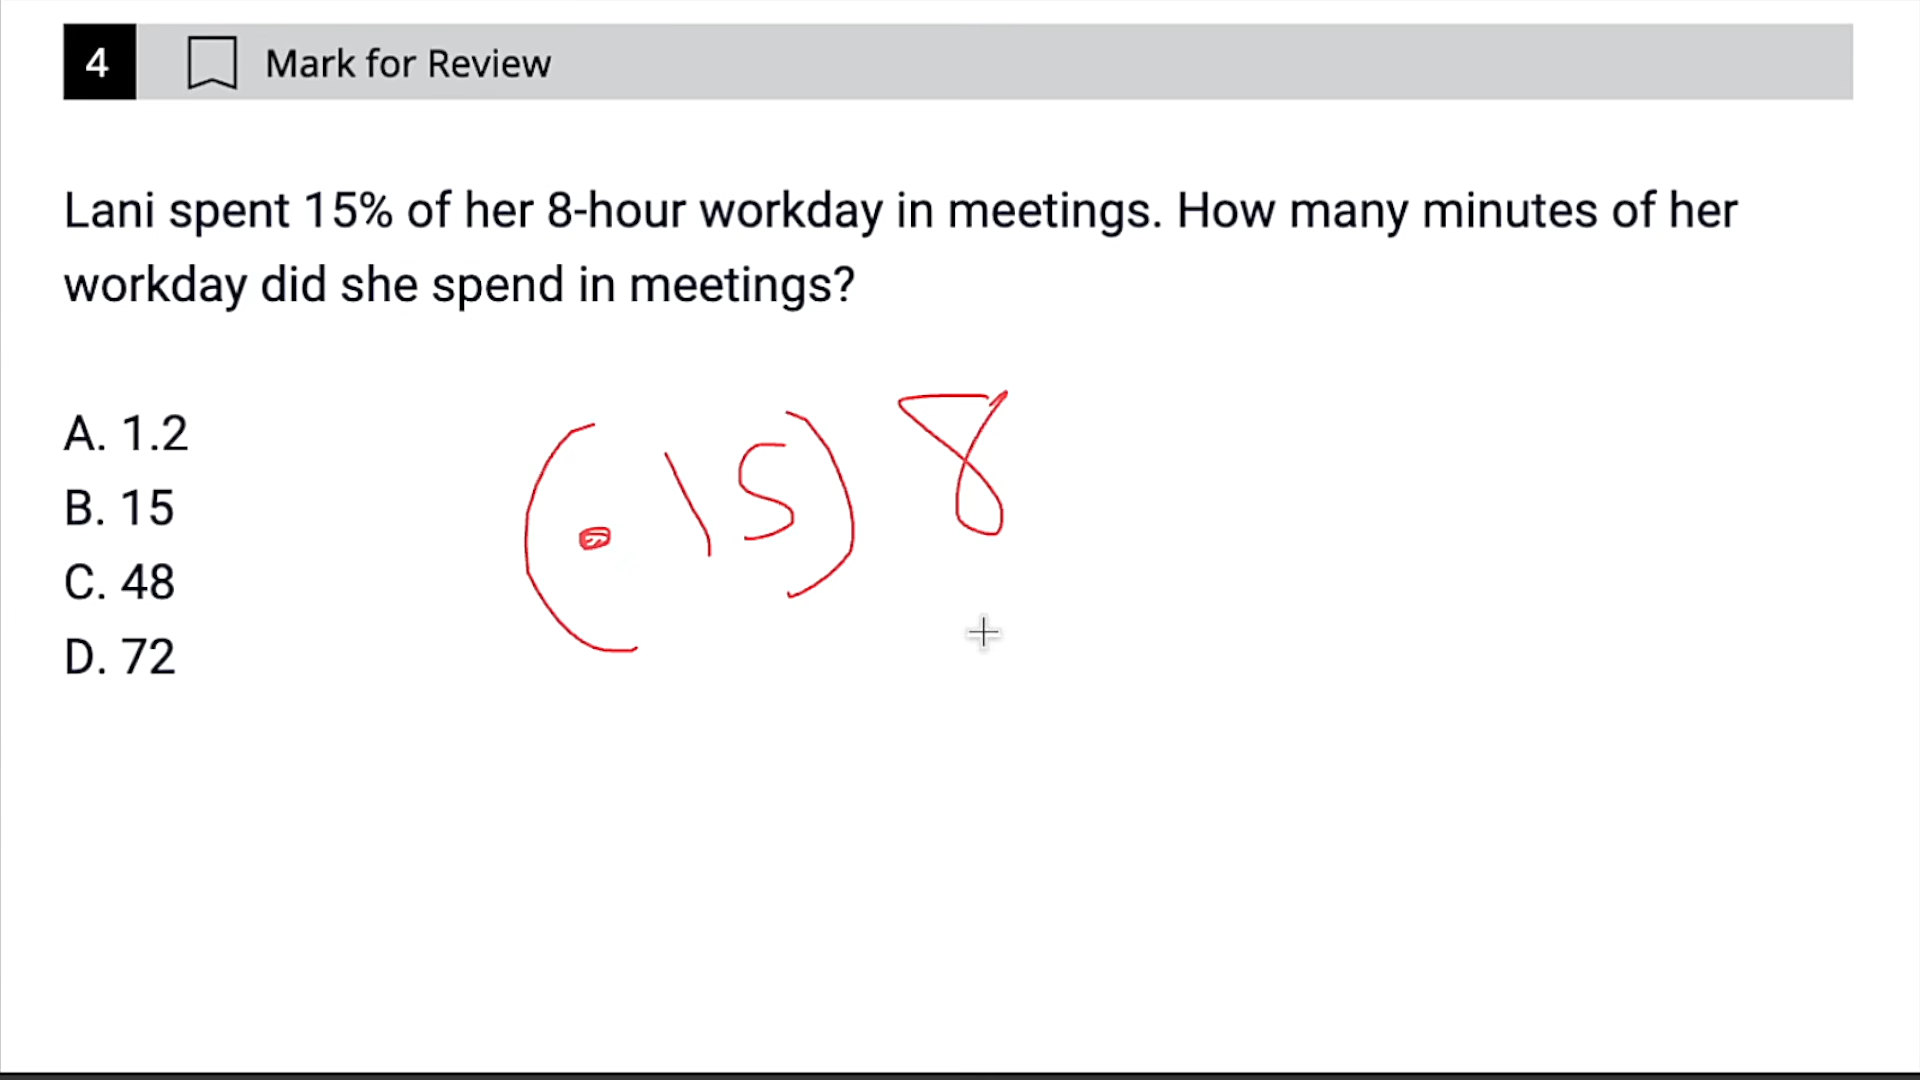 4 Mark for Review
Lani spent 15% of her 8-hour workday in meetings. How many minutes of her
workday did she spend in meetings?
A. 1.2
B. 15
C. 48
D. 72
(.15) 8